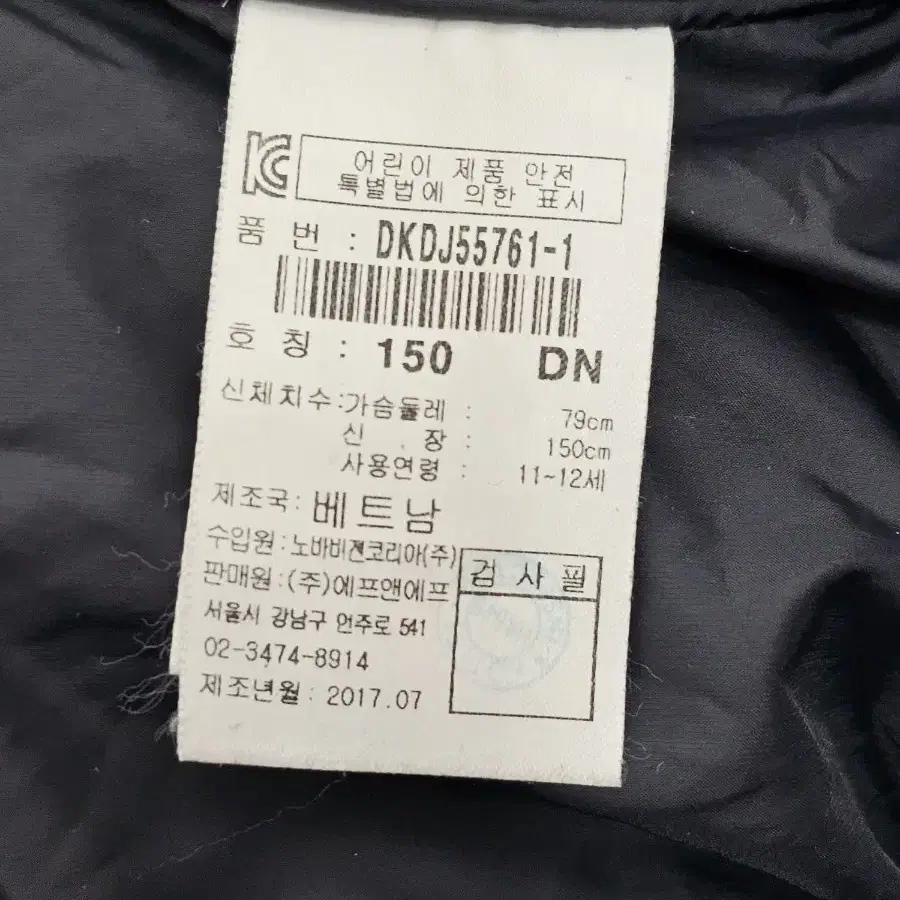 KC
어린이 제품 안전
특별법에 의한 표시
품 번 : DKDJ55761-1
호 칭 : 150 DN
신체치수:가슴둘레 : 79cm
신 장 : 150cm
사용연령 : 11~12세
제조국: 베트남
수입원:노바비젼코리아(주)
판매원:(주)에프앤에프
서울시 강남구 언주로 541
02-3474-8914
제조년월: 2017.07
검 사 필